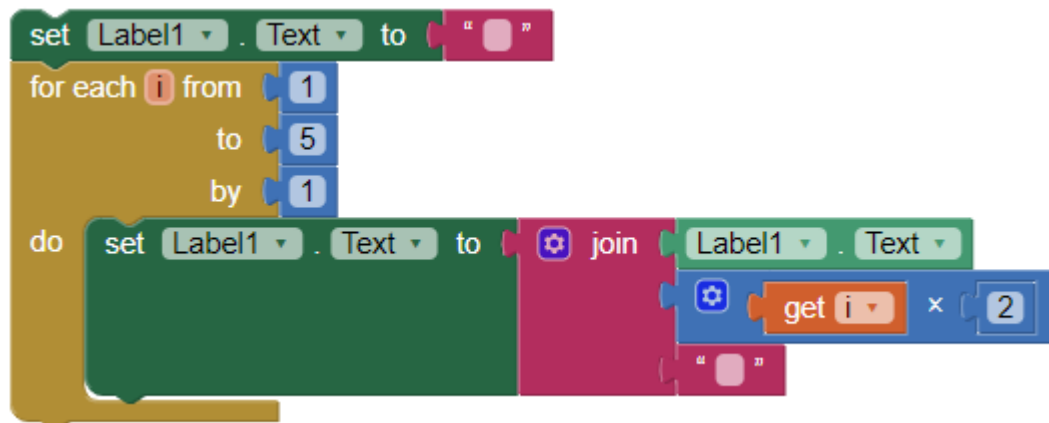 set Label1 . Text to “ ”
for each i from 1
to 5
by 1
do set Label1 . Text to join Label1 . Text
get i × 2
“ ”